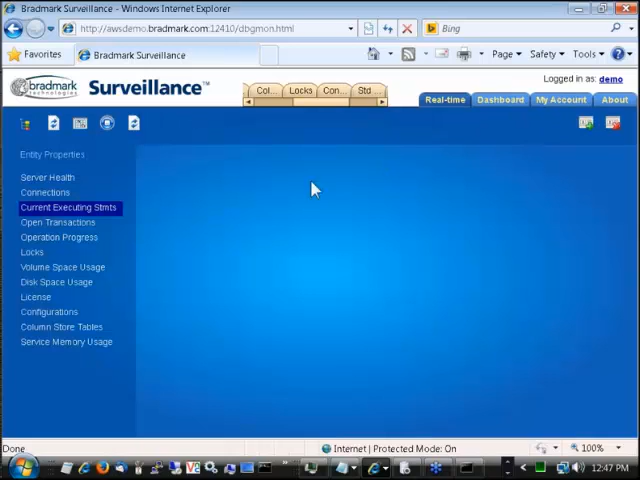 Bradmark Surveillance - Windows Internet Explorer
http://awsdemo.bradmark.com:12410/dbgmon.html
Bing
Favorites
Bradmark Surveillance
Page
Safety
Tools
bradmark
technologies
Surveillance™
Col...
Locks
Con...
Std ...
Logged in as: demo
Real-time
Dashboard
My Account
About
Entity Properties
Server Health
Connections
Current Executing Stmts
Open Transactions
Operation Progress
Locks
Volume Space Usage
Disk Space Usage
License
Configurations
Column Store Tables
Service Memory Usage
Done
Internet | Protected Mode: On
100%
12:47 PM